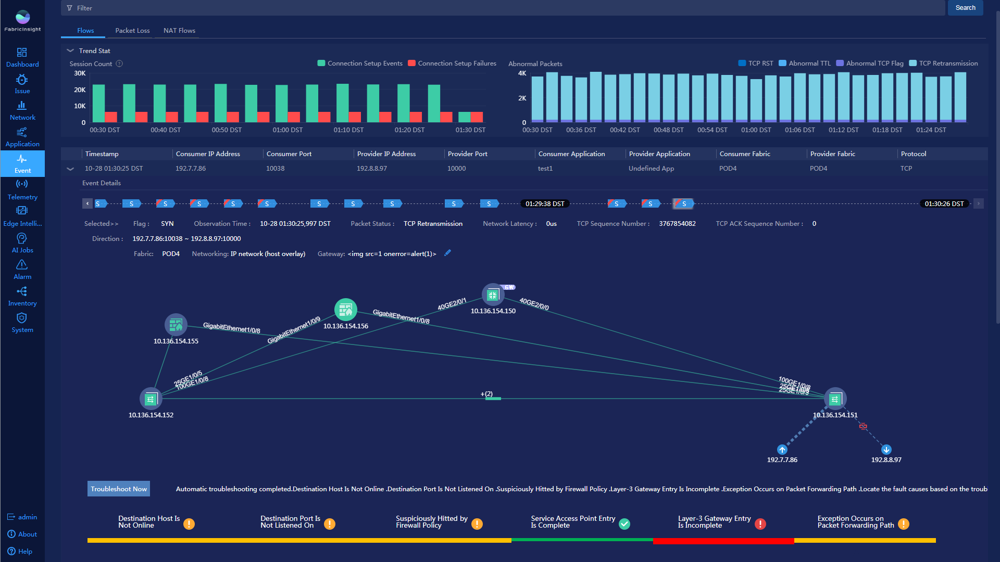 FabricInsight
Filter
Search
Flows
Packet Loss
NAT Flows
Trend Stat
Session Count ?
Connection Setup Events
Connection Setup Failures
30K
20K
10K
0
00:30 DST
00:40 DST
00:50 DST
01:00 DST
01:10 DST
01:20 DST
01:30 DST
Abnormal Packets
TCP RST
Abnormal TTL
Abnormal TCP Flag
TCP Retransmission
4K
2K
0
00:30 DST
00:36 DST
00:42 DST
00:48 DST
00:54 DST
01:00 DST
01:06 DST
01:12 DST
01:18 DST
01:24 DST
Dashboard
Issue
Network
Application
Event
Telemetry
Edge Intelli...
AI Jobs
Alarm
Inventory
System
admin
About
Help
Timestamp
Consumer IP Address
Consumer Port
Provider IP Address
Provider Port
Consumer Application
Provider Application
Consumer Fabric
Provider Fabric
Protocol
10-28 01:30:25 DST
192.7.7.86
10038
192.8.8.97
10000
test1
Undefined App
POD4
POD4
TCP
Event Details
S S S S S S S S S S S 01:29:38 DST S S S 01:30:26 DST
Selected>> Flag : SYN Observation Time : 10-28 01:30:25,997 DST Packet Status : TCP Retransmission Network Latency : 0us TCP Sequence Number : 3767854082 TCP ACK Sequence Number : 0
Direction : 192.7.7.86:10038 ~ 192.8.8.97:10000
Fabric: POD4 Networking: IP network (host overlay) Gateway: <img src=1 onerror=alert(1)>
GW
10.136.154.150
40GE2/0/1
40GE2/0/0
10.136.154.156
GigabitEthernet1/0/9
GigabitEthernet1/0/8
10.136.154.155
GigabitEthernet1/0/8
25GE1/0/5
100GE1/0/8
+(2)
100GE1/0/8
10.136.154.152
10.136.154.151
192.7.7.86
192.8.8.97
Troubleshoot Now
Automatic troubleshooting completed.Destination Host Is Not Online .Destination Port Is Not Listened On .Suspiciously Hitted by Firewall Policy .Layer-3 Gateway Entry Is Incomplete .Exception Occurs on Packet Forwarding Path .Locate the fault causes based on the troub
Destination Host Is
Not Online
Destination Port Is
Not Listened On
Suspiciously Hitted by
Firewall Policy
Service Access Point Entry
Is Complete
Layer-3 Gateway Entry
Is Incomplete
Exception Occurs on
Packet Forwarding Path